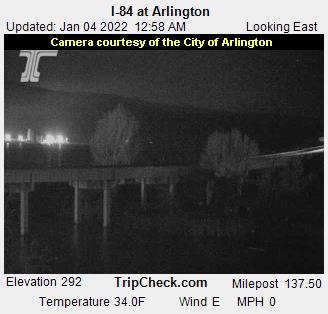 I-84 at Arlington
Updated: Jan 04 2022 12:58 AM Looking East
Camera courtesy of the City of Arlington
Elevation 292 TripCheck.com Milepost 137.50
Temperature 34.0F Wind E MPH 0